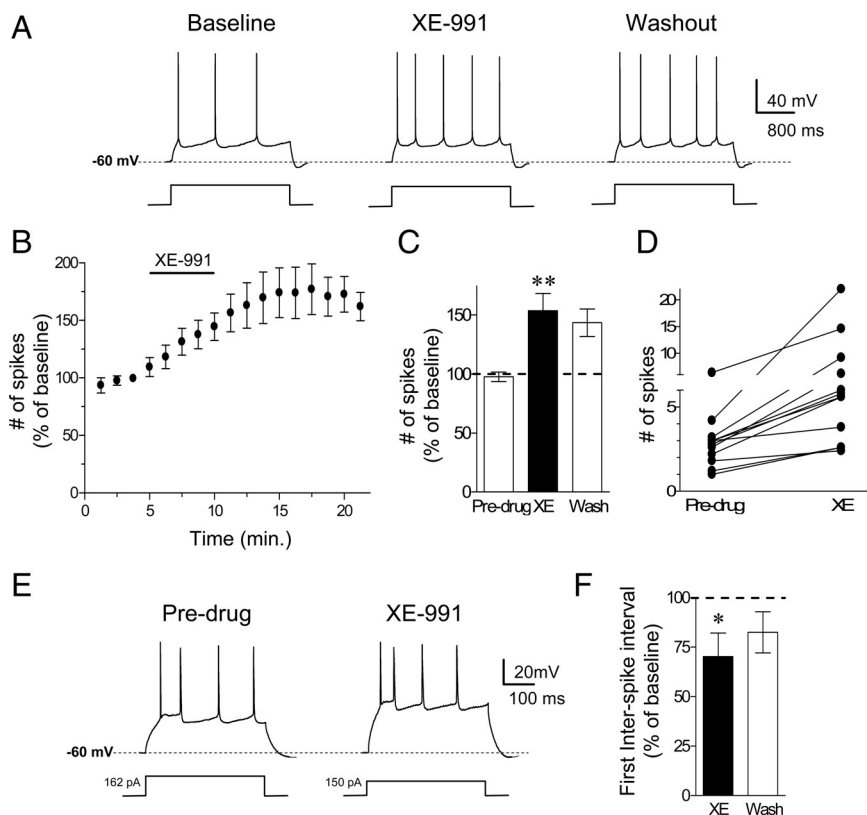 A
Baseline
XE-991
Washout
40 mV
800 ms
-60 mV
B
XE-991
200
150
100
50
0
# of spikes
(% of baseline)
0
5
10
15
20
Time (min.)
C
**
150
100
50
0
# of spikes
(% of baseline)
Pre-drug
XE
Wash
D
20
15
10
5
0
# of spikes
Pre-drug
XE
E
Pre-drug
XE-991
20mV
100 ms
-60 mV
162 pA
150 pA
F
100
75
50
25
0
*
First Inter-spike interval
(% of baseline)
XE
Wash